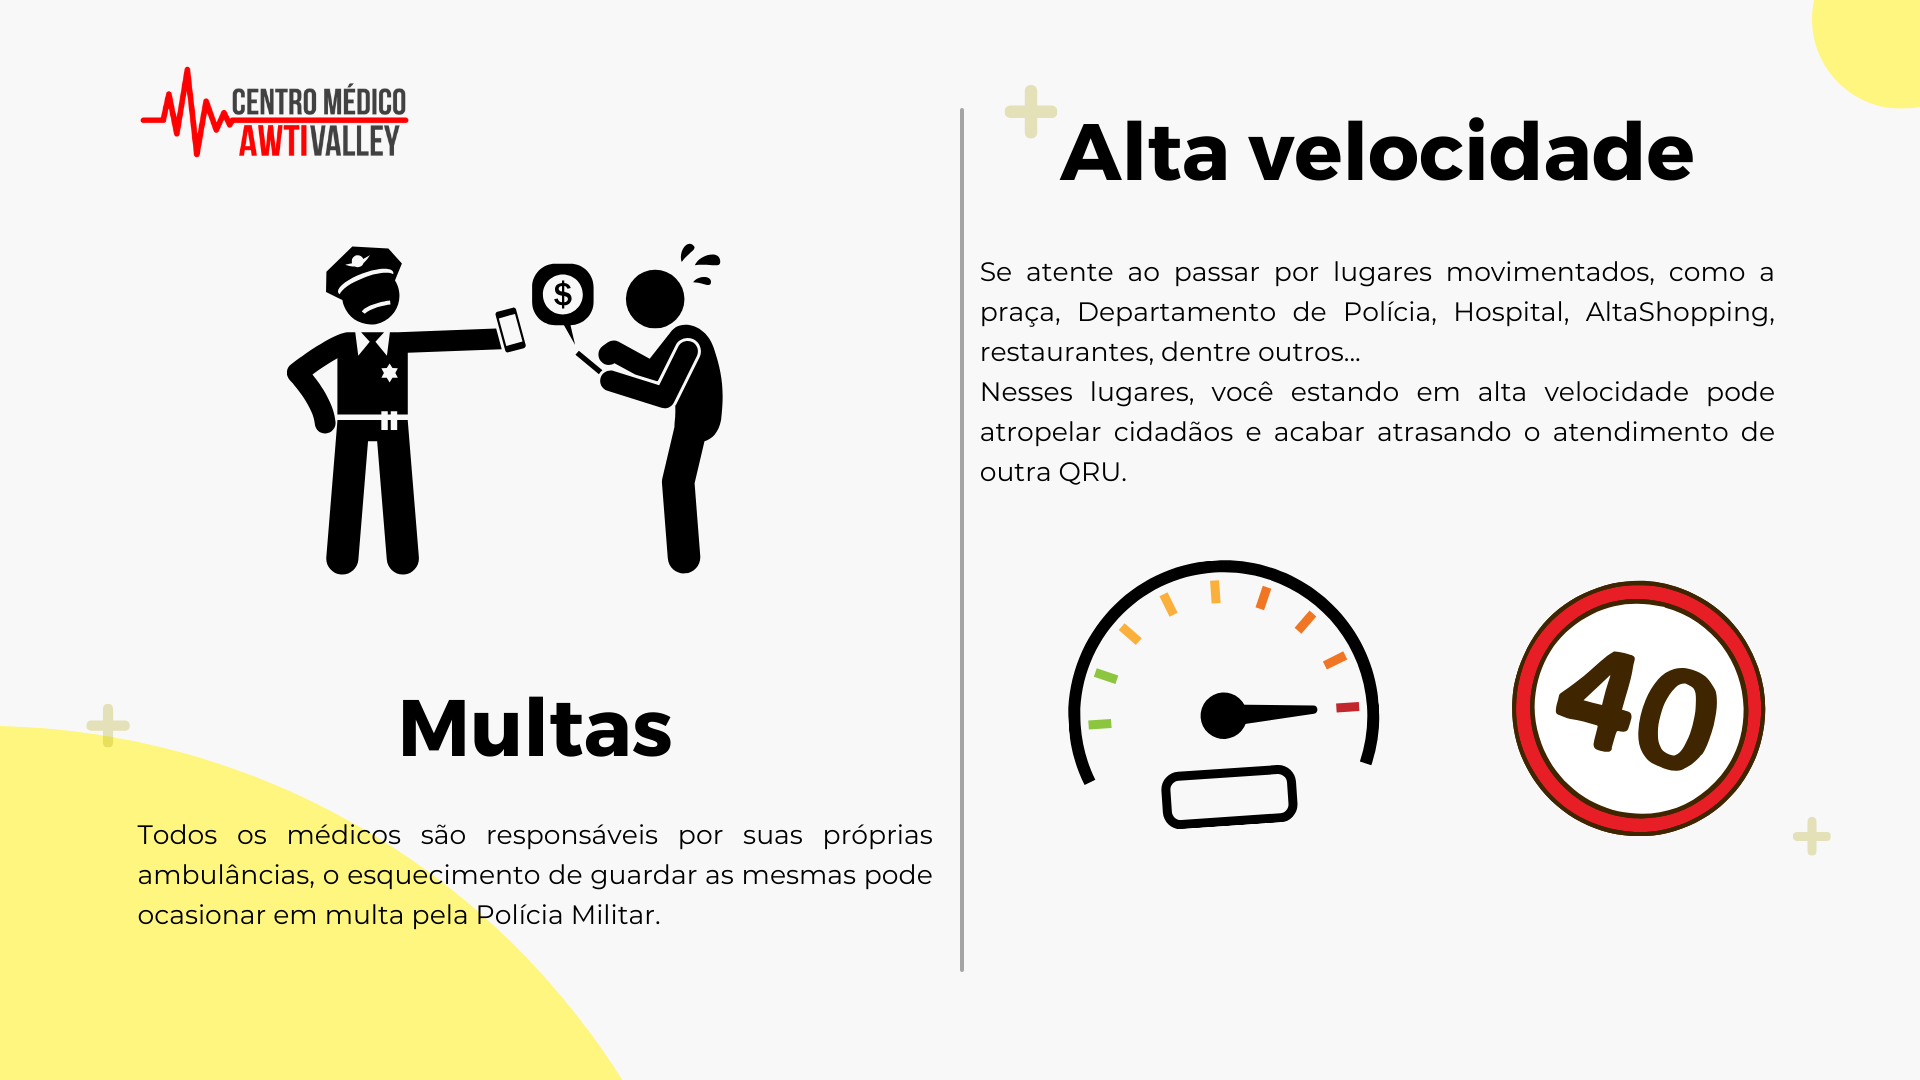 CENTRO MÉDICO
AWTIVALLEY
$
Multas
Todos os médicos são responsáveis por suas próprias
ambulâncias, o esquecimento de guardar as mesmas pode
ocasionar em multa pela Polícia Militar.
Alta velocidade
Se atente ao passar por lugares movimentados, como a
praça, Departamento de Polícia, Hospital, AltaShopping,
restaurantes, dentre outros...
Nesses lugares, você estando em alta velocidade pode
atropelar cidadãos e acabar atrasando o atendimento de
outra QRU.
40